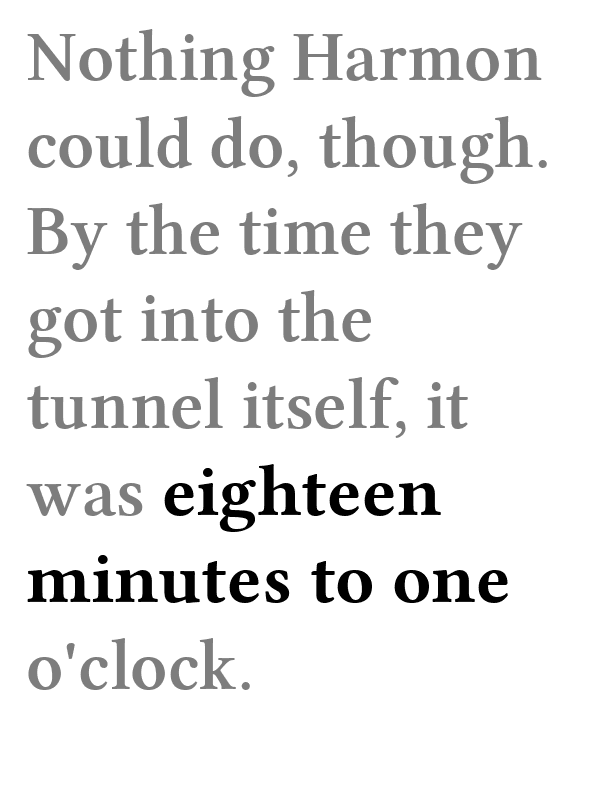 Nothing Harmon
could do, though.
By the time they
got into the
tunnel itself, it
was eighteen
minutes to one
o'clock.